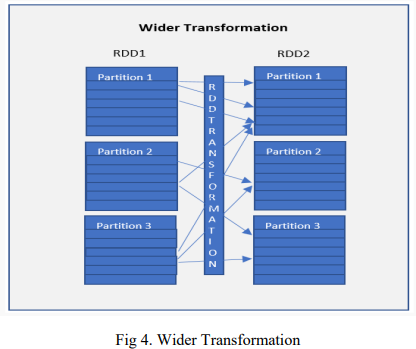 Wider Transformation
RDD1
RDD2
Partition 1
Partition 2
Partition 3
RDDTRANSFORMATION
Partition 1
Partition 2
Partition 3
Fig 4. Wider Transformation